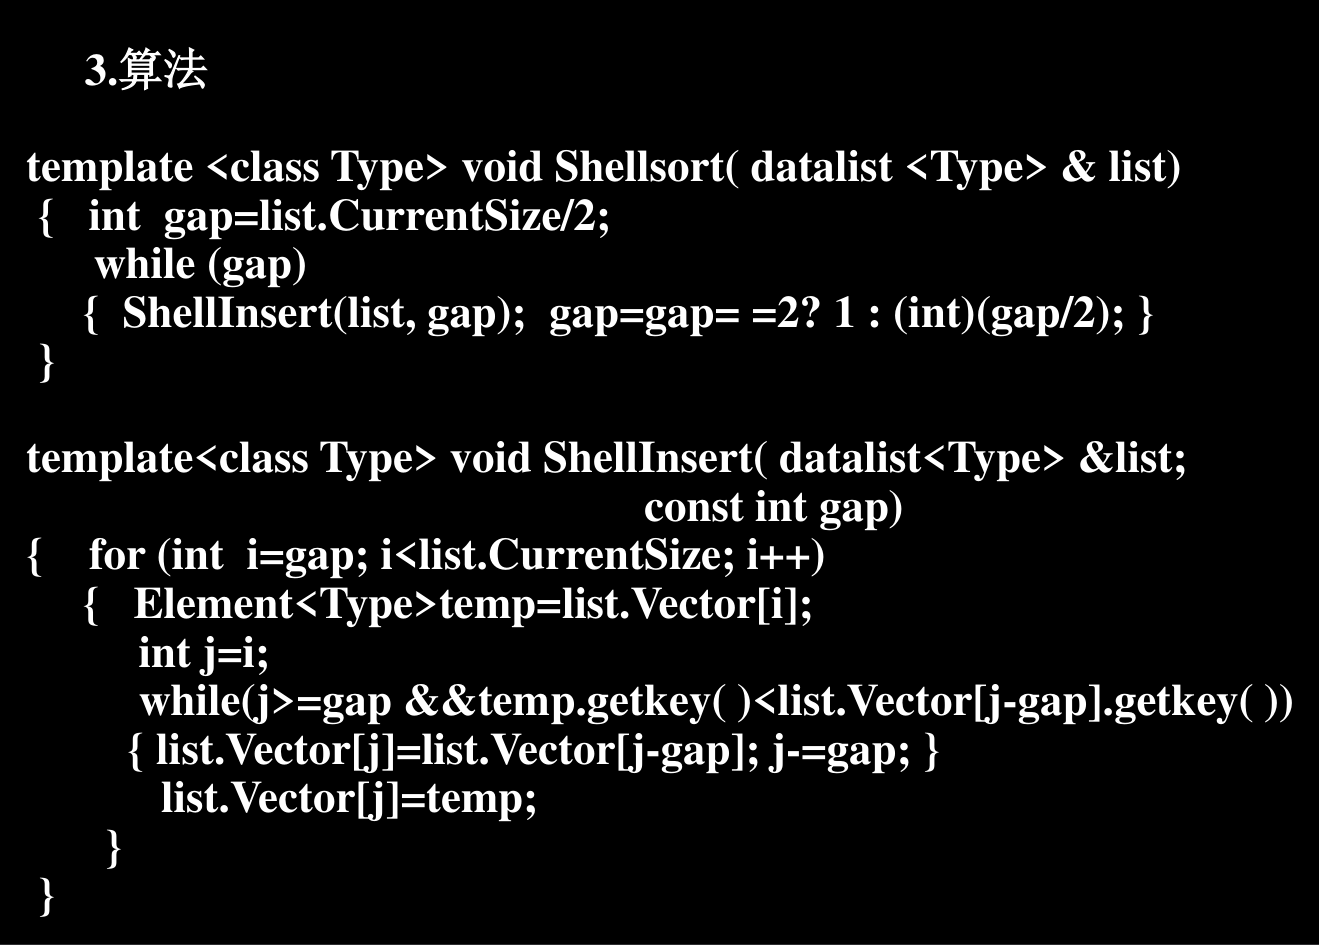 3.算法
template <class Type> void Shellsort( datalist <Type> & list)
{ int gap=list.CurrentSize/2;
while (gap)
{ ShellInsert(list, gap); gap=gap= =2? 1 : (int)(gap/2); }
}
template<class Type> void ShellInsert( datalist<Type> &list;
const int gap)
{ for (int i=gap; i<list.CurrentSize; i++)
{ Element<Type>temp=list.Vector[i];
int j=i;
while(j>=gap &&temp.getkey( )<list.Vector[j-gap].getkey( ))
{ list.Vector[j]=list.Vector[j-gap]; j-=gap; }
list.Vector[j]=temp;
}
}